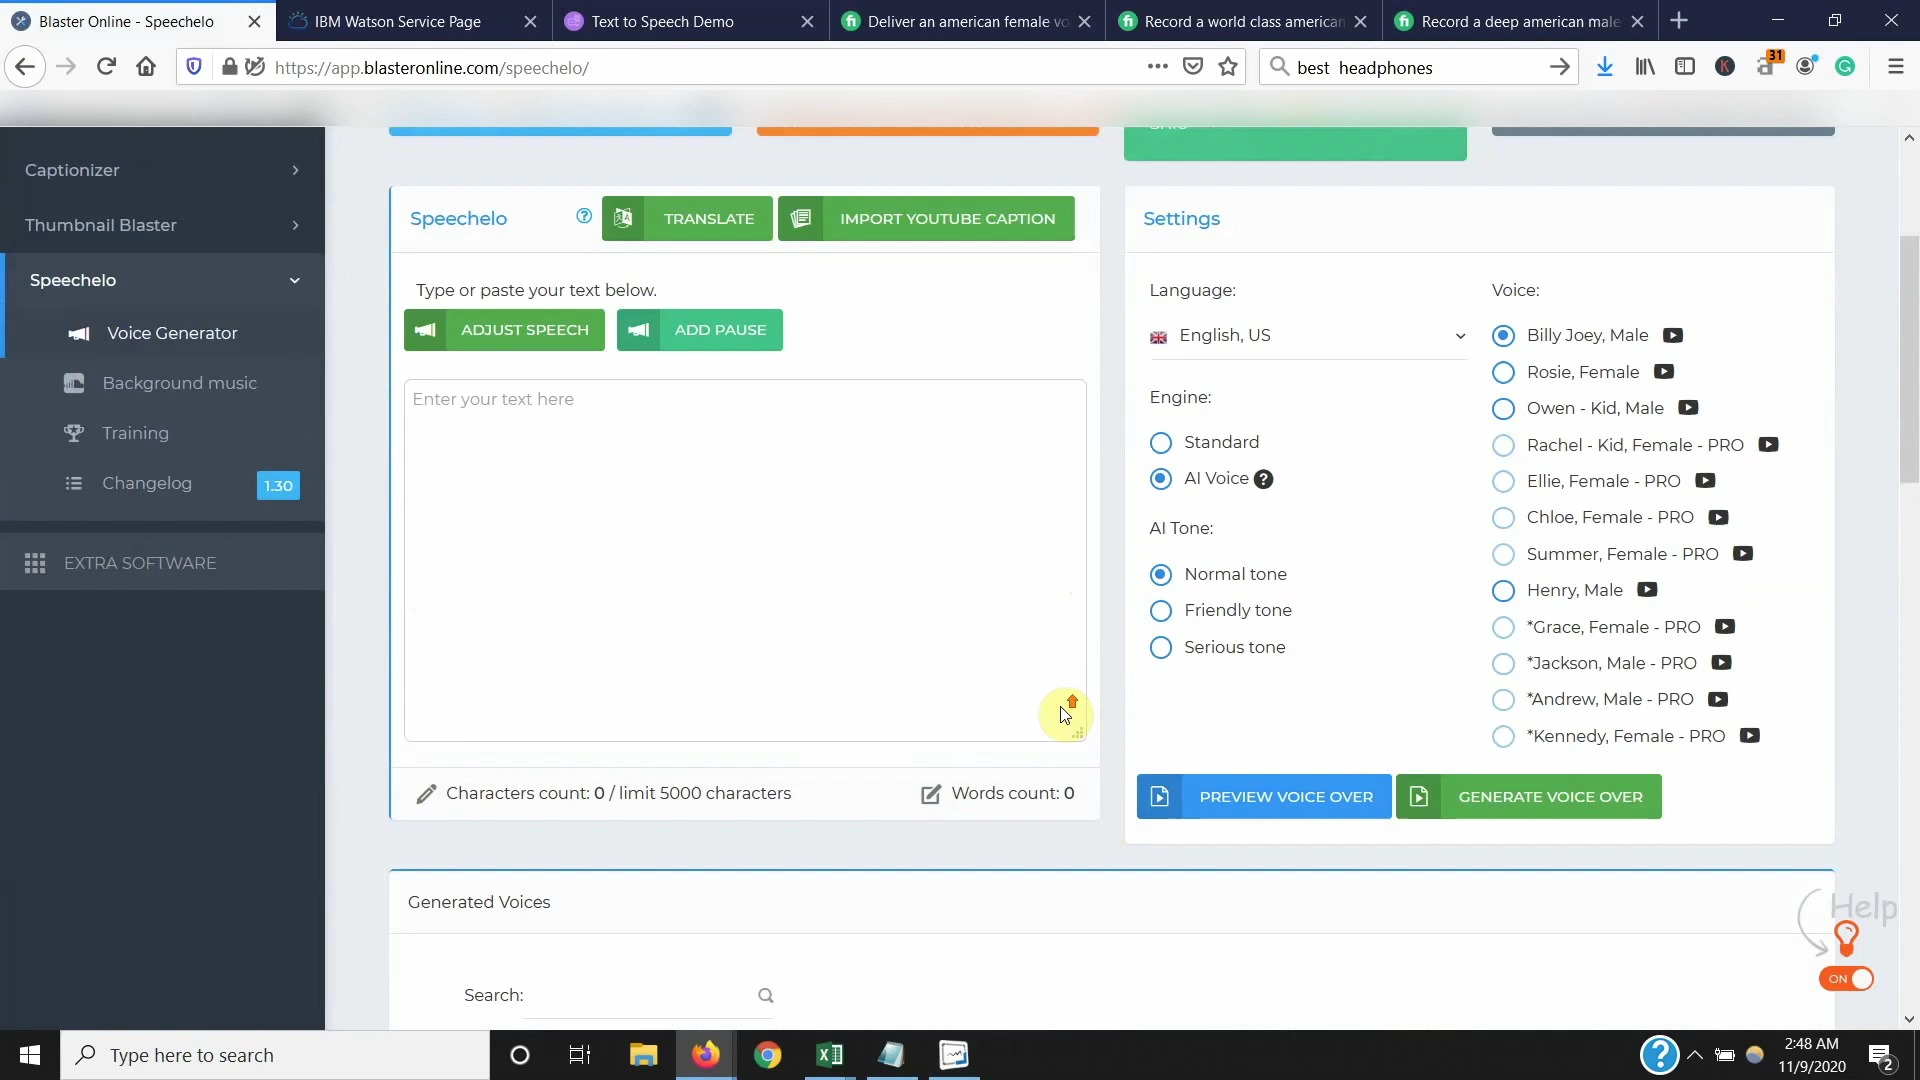 Blaster Online - Speechelo
IBM Watson Service Page
Text to Speech Demo
Deliver an american female vo
Record a world class american
Record a deep american male
https://app.blasteronline.com/speechelo/
best headphones
31
Captionizer
Thumbnail Blaster
Speechelo
Voice Generator
Background music
Training
Changelog
1.30
EXTRA SOFTWARE
Speechelo
TRANSLATE
IMPORT YOUTUBE CAPTION
Type or paste your text below.
ADJUST SPEECH
ADD PAUSE
Enter your text here
Characters count: 0 / limit 5000 characters
Words count: 0
Settings
Language:
English, US
Engine:
Standard
AI Voice
AI Tone:
Normal tone
Friendly tone
Serious tone
Voice:
Billy Joey, Male
Rosie, Female
Owen - Kid, Male
Rachel - Kid, Female - PRO
Ellie, Female - PRO
Chloe, Female - PRO
Summer, Female - PRO
Henry, Male
*Grace, Female - PRO
*Jackson, Male - PRO
*Andrew, Male - PRO
*Kennedy, Female - PRO
PREVIEW VOICE OVER
GENERATE VOICE OVER
Generated Voices
Search:
Help
ON
Type here to search
2:48 AM
11/9/2020
2